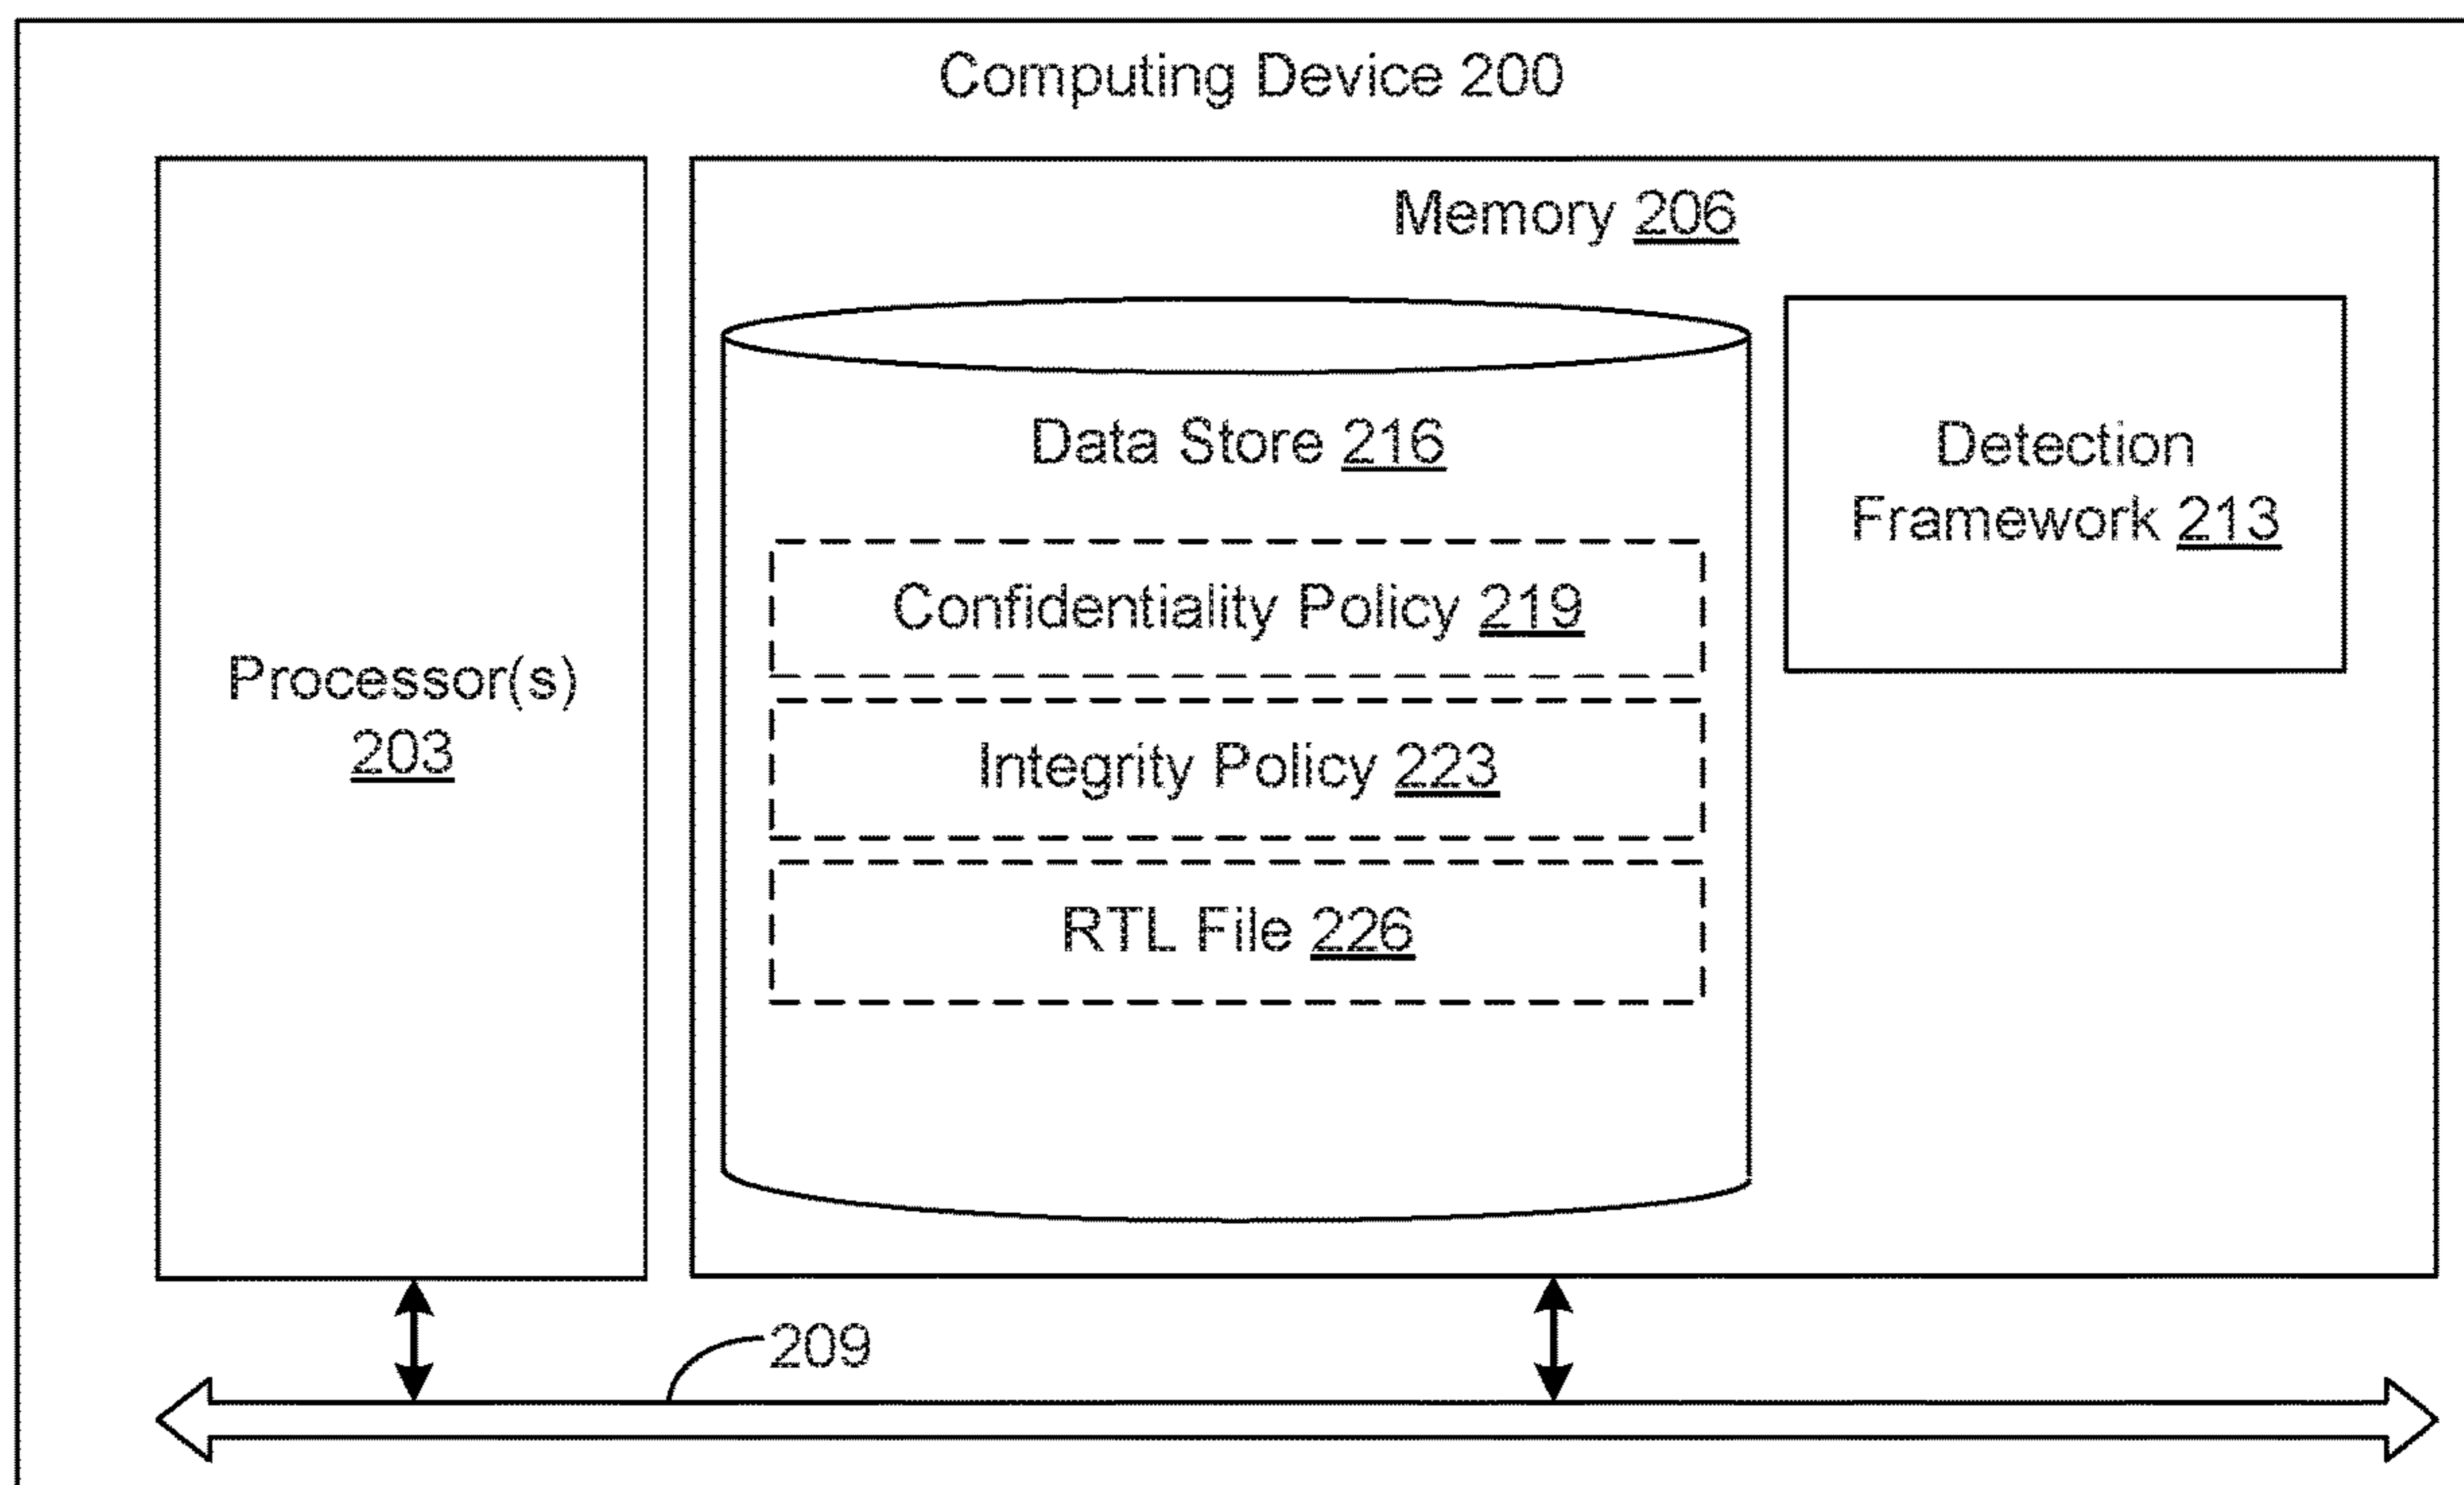 Computing Device 200
Memory 206
Data Store 216
Detection
Framework 213
Confidentiality Policy 219
Processor(s)
203
Integrity Policy 223
RTL File 226
209